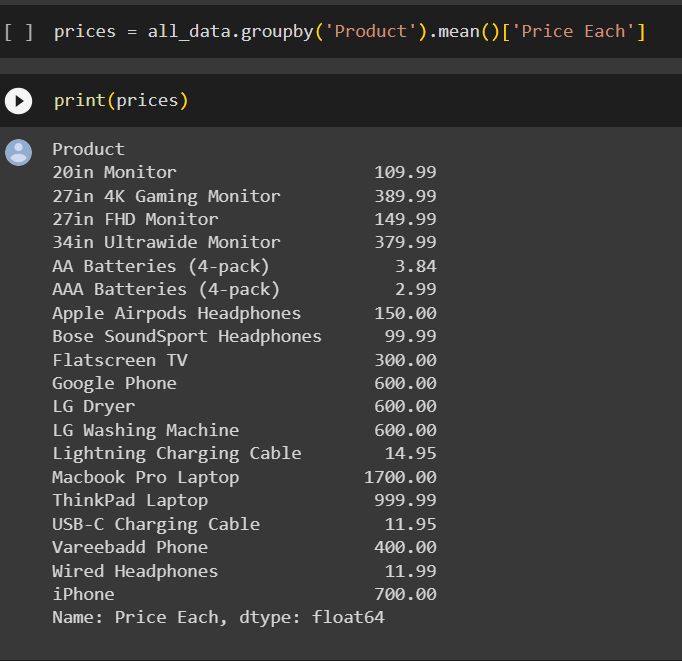 [ ] prices = all_data.groupby('Product').mean()['Price Each']
print(prices)
Product
20in Monitor 109.99
27in 4K Gaming Monitor 389.99
27in FHD Monitor 149.99
34in Ultrawide Monitor 379.99
AA Batteries (4-pack) 3.84
AAA Batteries (4-pack) 2.99
Apple Airpods Headphones 150.00
Bose SoundSport Headphones 99.99
Flatscreen TV 300.00
Google Phone 600.00
LG Dryer 600.00
LG Washing Machine 600.00
Lightning Charging Cable 14.95
Macbook Pro Laptop 1700.00
ThinkPad Laptop 999.99
USB-C Charging Cable 11.95
Vareebadd Phone 400.00
Wired Headphones 11.99
iPhone 700.00
Name: Price Each, dtype: float64